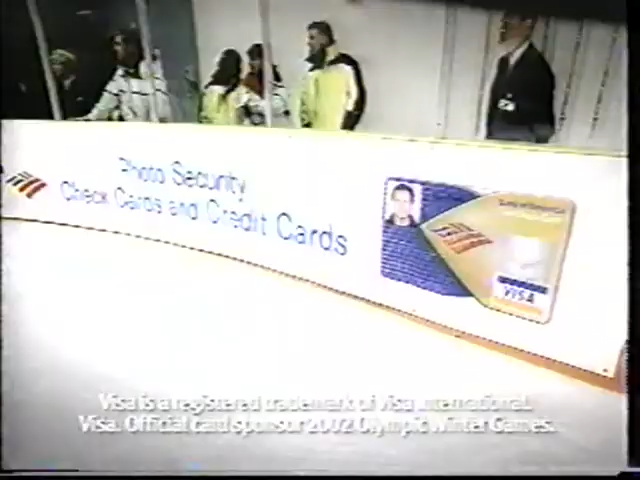 Photo Security
Check Cards and Credit Cards
VISA
Visa is a registered trademark of Visa International.
Visa. Official card sponsor 2002 Olympic Winter Games.